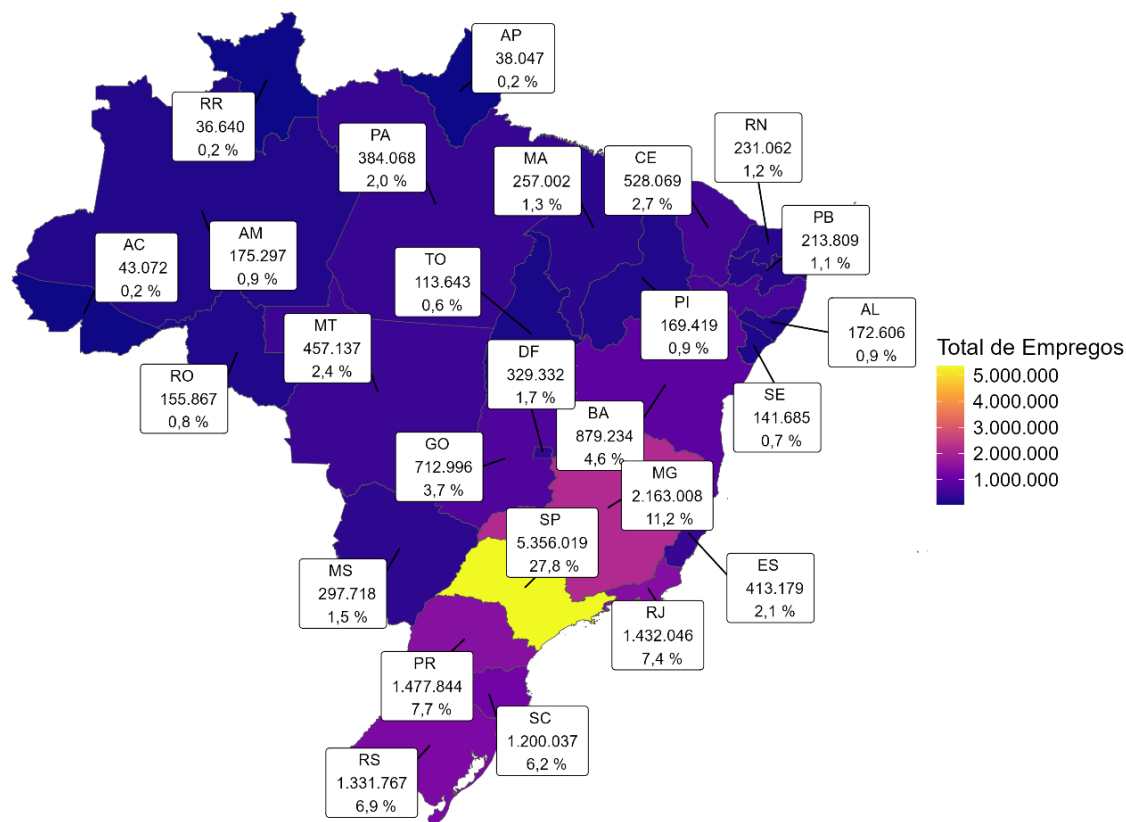 AP
38.047
0,2 %
RR
36.640
0,2 %
PA
384.068
2,0 %
MA
257.002
1,3 %
CE
528.069
2,7 %
RN
231.062
1,2 %
PB
213.809
1,1 %
AC
43.072
0,2 %
AM
175.297
0,9 %
TO
113.643
0,6 %
PI
169.419
0,9 %
AL
172.606
0,9 %
MT
457.137
2,4 %
DF
329.332
1,7 %
RO
155.867
0,8 %
SE
141.685
0,7 %
BA
879.234
4,6 %
GO
712.996
3,7 %
MG
2.163.008
11,2 %
SP
5.356.019
27,8 %
MS
297.718
1,5 %
ES
413.179
2,1 %
RJ
1.432.046
7,4 %
PR
1.477.844
7,7 %
SC
1.200.037
6,2 %
RS
1.331.767
6,9 %
Total de Empregos
5.000.000
4.000.000
3.000.000
2.000.000
1.000.000